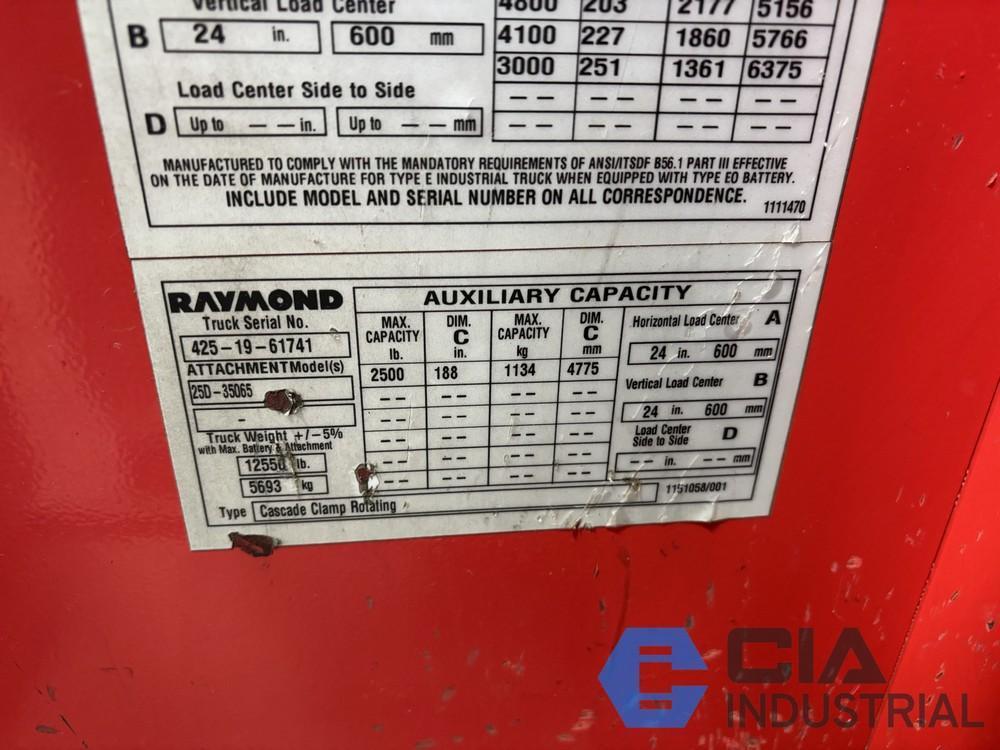 Vertical Load Center
B 24 in. 600 mm
4800 203 2177 5156
4100 227 1860 5766
3000 251 1361 6375
-- -- -- --
-- -- -- --
Load Center Side to Side
D Up to -- in. Up to -- mm
MANUFACTURED TO COMPLY WITH THE MANDATORY REQUIREMENTS OF ANSI/ITSDF B56.1 PART III EFFECTIVE
ON THE DATE OF MANUFACTURE FOR TYPE E INDUSTRIAL TRUCK WHEN EQUIPPED WITH TYPE EO BATTERY.
INCLUDE MODEL AND SERIAL NUMBER ON ALL CORRESPONDENCE.
1111470
RAYMOND
Truck Serial No.
425-19-61741
ATTACHMENT Model(s)
25D-35065
-
Truck Weight +/-5%
with Max. Battery & Attachment
12550 lb.
5693 kg
Type Cascade Clamp Rotating
AUXILIARY CAPACITY
MAX. CAPACITY lb. DIM. C in. MAX. CAPACITY kg DIM. C mm
2500 188 1134 4775
-- -- -- --
-- -- -- --
-- -- -- --
-- -- -- --
-- -- -- --
Horizontal Load Center A
24 in. 600 mm
Vertical Load Center B
24 in. 600 mm
Load Center
Side to Side D
-- in. -- mm
1151058/001
CIA
INDUSTRIAL